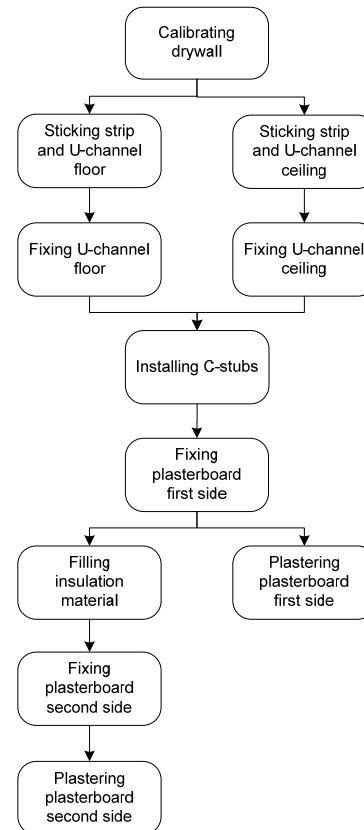 Calibrating
drywall
Sticking strip
and U-channel
floor
Sticking strip
and U-channel
ceiling
Fixing U-channel
floor
Fixing U-channel
ceiling
Installing C-stubs
Fixing
plasterboard
first side
Filling
insulation
material
Plastering
plasterboard
first side
Fixing
plasterboard
second side
Plastering
plasterboard
second side